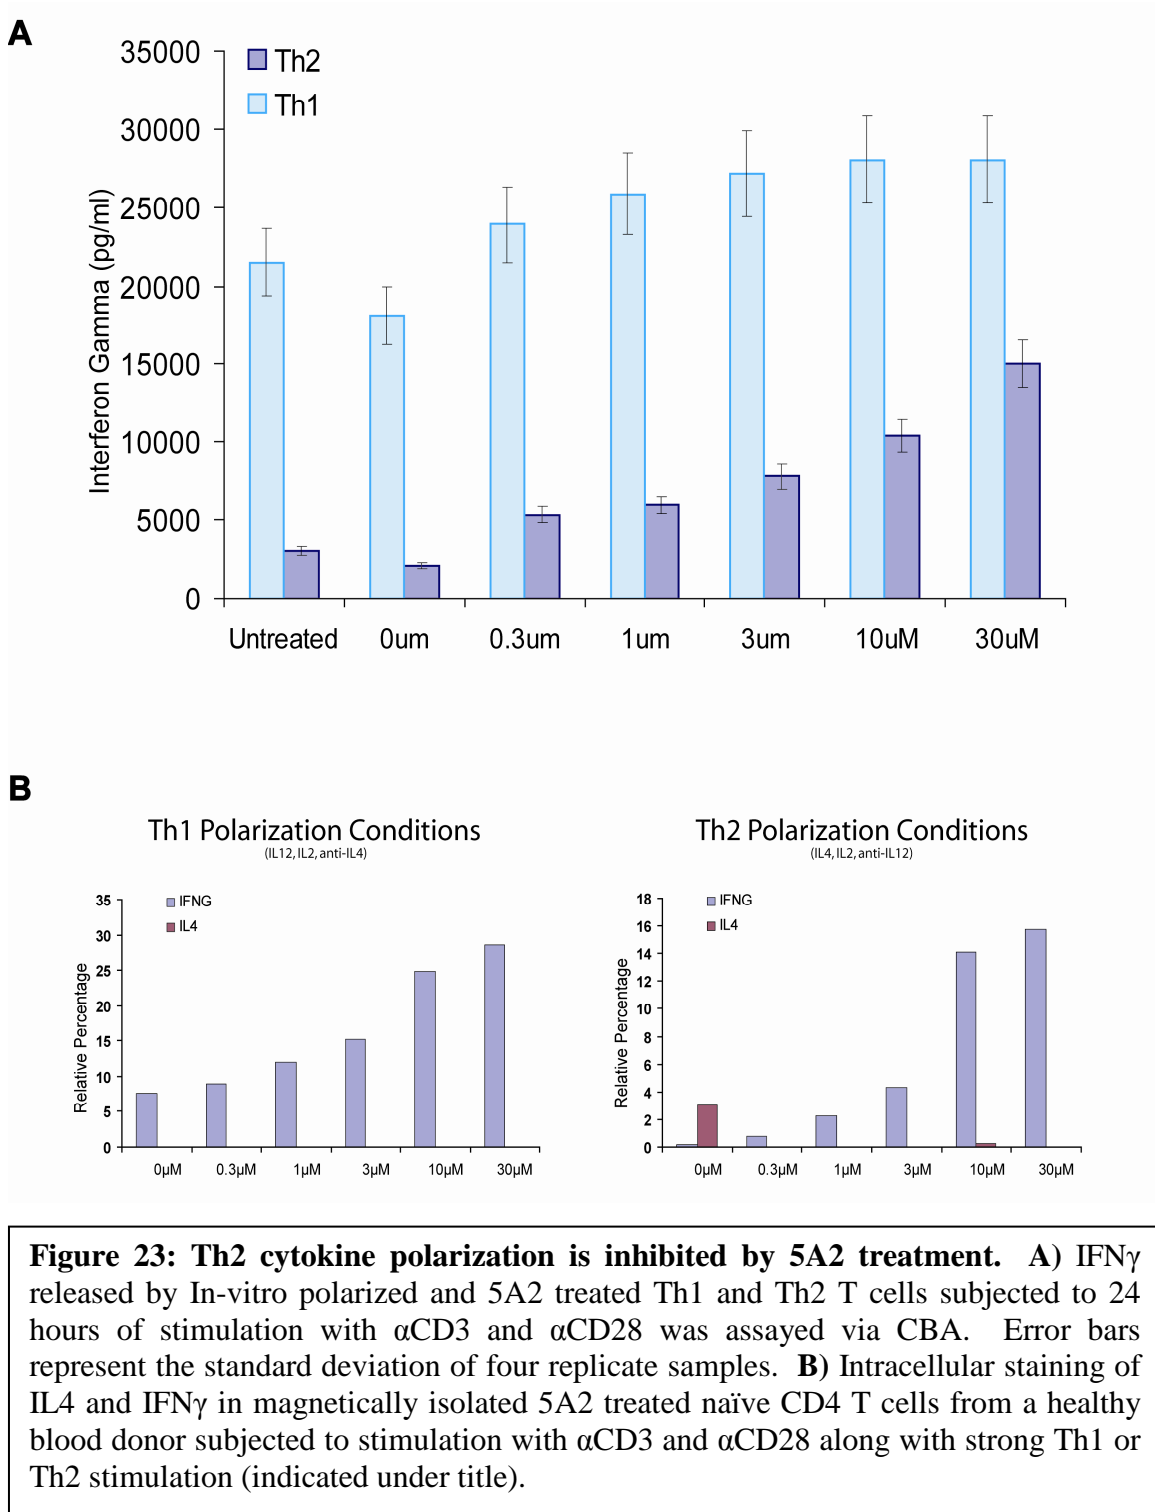 A
35000
30000
25000
20000
15000
10000
5000
0
Interferon Gamma (pg/ml)
Th2
Th1
Untreated 0um 0.3um 1um 3um 10uM 30uM
B
Th1 Polarization Conditions
(IL12, IL2, anti-IL4)
35
30
25
20
15
10
5
0
Relative Percentage
IFNG
IL4
0µM 0.3µM 1µM 3µM 10µM 30µM
Th2 Polarization Conditions
(IL4, IL2, anti-IL12)
18
16
14
12
10
8
6
4
2
0
Relative Percentage
IFNG
IL4
0µM 0.3µM 1µM 3µM 10µM 30µM
Figure 23: Th2 cytokine polarization is inhibited by 5A2 treatment. A) IFNγ
released by In-vitro polarized and 5A2 treated Th1 and Th2 T cells subjected to 24
hours of stimulation with αCD3 and αCD28 was assayed via CBA. Error bars
represent the standard deviation of four replicate samples. B) Intracellular staining of
IL4 and IFNγ in magnetically isolated 5A2 treated naïve CD4 T cells from a healthy
blood donor subjected to stimulation with αCD3 and αCD28 along with strong Th1 or
Th2 stimulation (indicated under title).